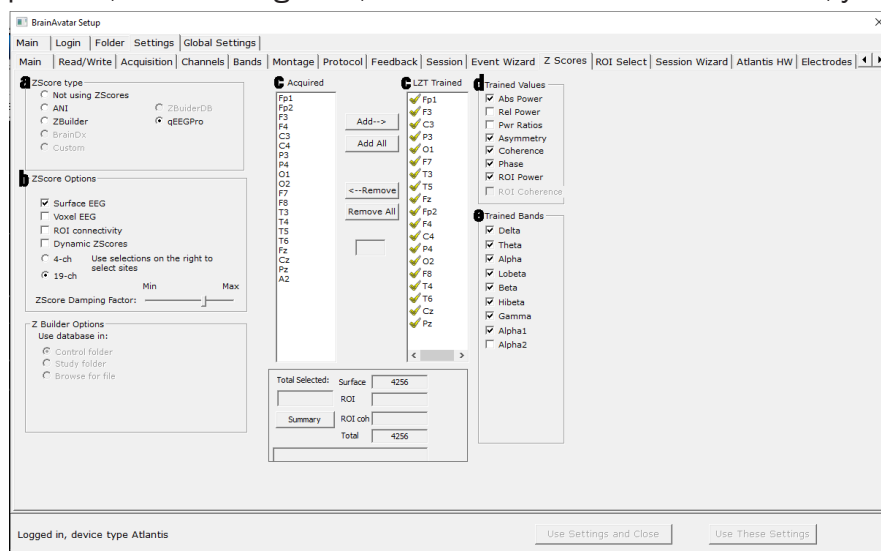 BrainAvatar Setup
Main Login Folder Settings Global Settings
Main Read/Write Acquisition Channels Bands Montage Protocol Feedback Session Event Wizard Z Scores ROI Select Session Wizard Atlantis HW Electrodes
a
ZScore type
Not using ZScores
ANI
ZBuiderDB
ZBuilder
qEEGPro
BrainDx
Custom
b
ZScore Options
Surface EEG
Voxel EEG
ROI connectivity
Dynamic ZScores
4-ch
Use selections on the right to
select sites
19-ch
Min Max
ZScore Damping Factor:
Z Builder Options
Use database in:
Control folder
Study folder
Browse for file
c Acquired
Fp1
Fp2
F3
F4
C3
C4
P3
P4
O1
O2
F7
F8
T3
T4
T5
T6
Fz
Cz
Pz
A2
Add-->
Add All
<--Remove
Remove All
c LZT Trained
Fp1
F3
C3
P3
O1
F7
T3
T5
Fz
Fp2
F4
C4
P4
O2
F8
T4
T6
Cz
Pz
Total Selected:
Surface 4256
ROI
Summary
ROI coh
Total 4256
d
Trained Values
Abs Power
Rel Power
Pwr Ratios
Asymmetry
Coherence
Phase
ROI Power
ROI Coherence
e
Trained Bands
Delta
Theta
Alpha
Lobeta
Beta
Hibeta
Gamma
Alpha1
Alpha2
Logged in, device type Atlantis
Use Settings and Close
Use These Settings